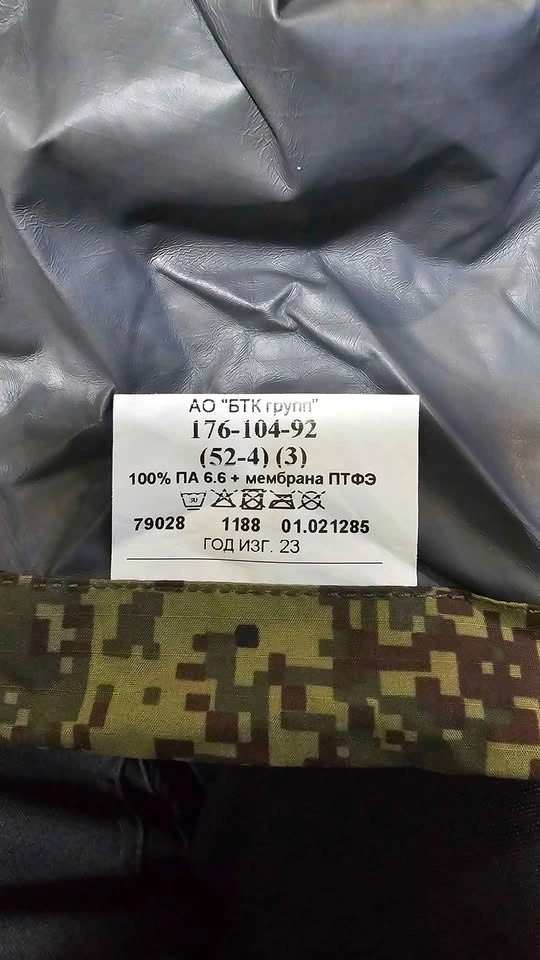 АО "БТК групп"
176-104-92
(52-4) (3)
100% ПА 6.6 + мембрана ПТФЭ
30
79028 1188 01.021285
ГОД ИЗГ. 23